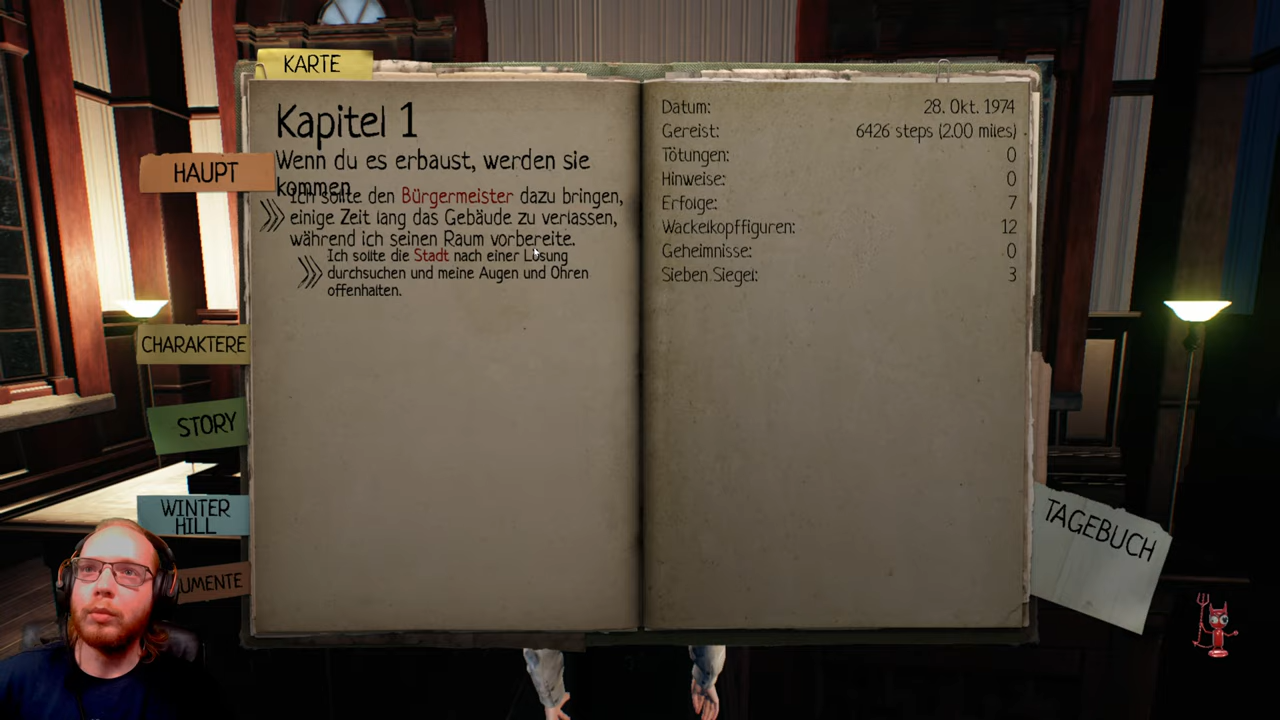 KARTE
Kapitel 1
Wenn du es erbaust, werden sie
kommen
Ich sollte den Bürgermeister dazu bringen,
einige Zeit lang das Gebäude zu verlassen,
während ich seinen Raum vorbereite.
Ich sollte die Stadt nach einer Lösung
durchsuchen und meine Augen und Ohren
offenhalten.
HAUPT
CHARAKTERE
STORY
WINTER
HILL
UMENTE
Datum: 28. Okt. 1974
Gereist: 6426 steps (2.00 miles)
Tötungen: 0
Hinweise: 0
Erfolge: 7
Wackelkopffiguren: 12
Geheimnisse: 0
Sieben Siegel: 3
TAGEBUCH